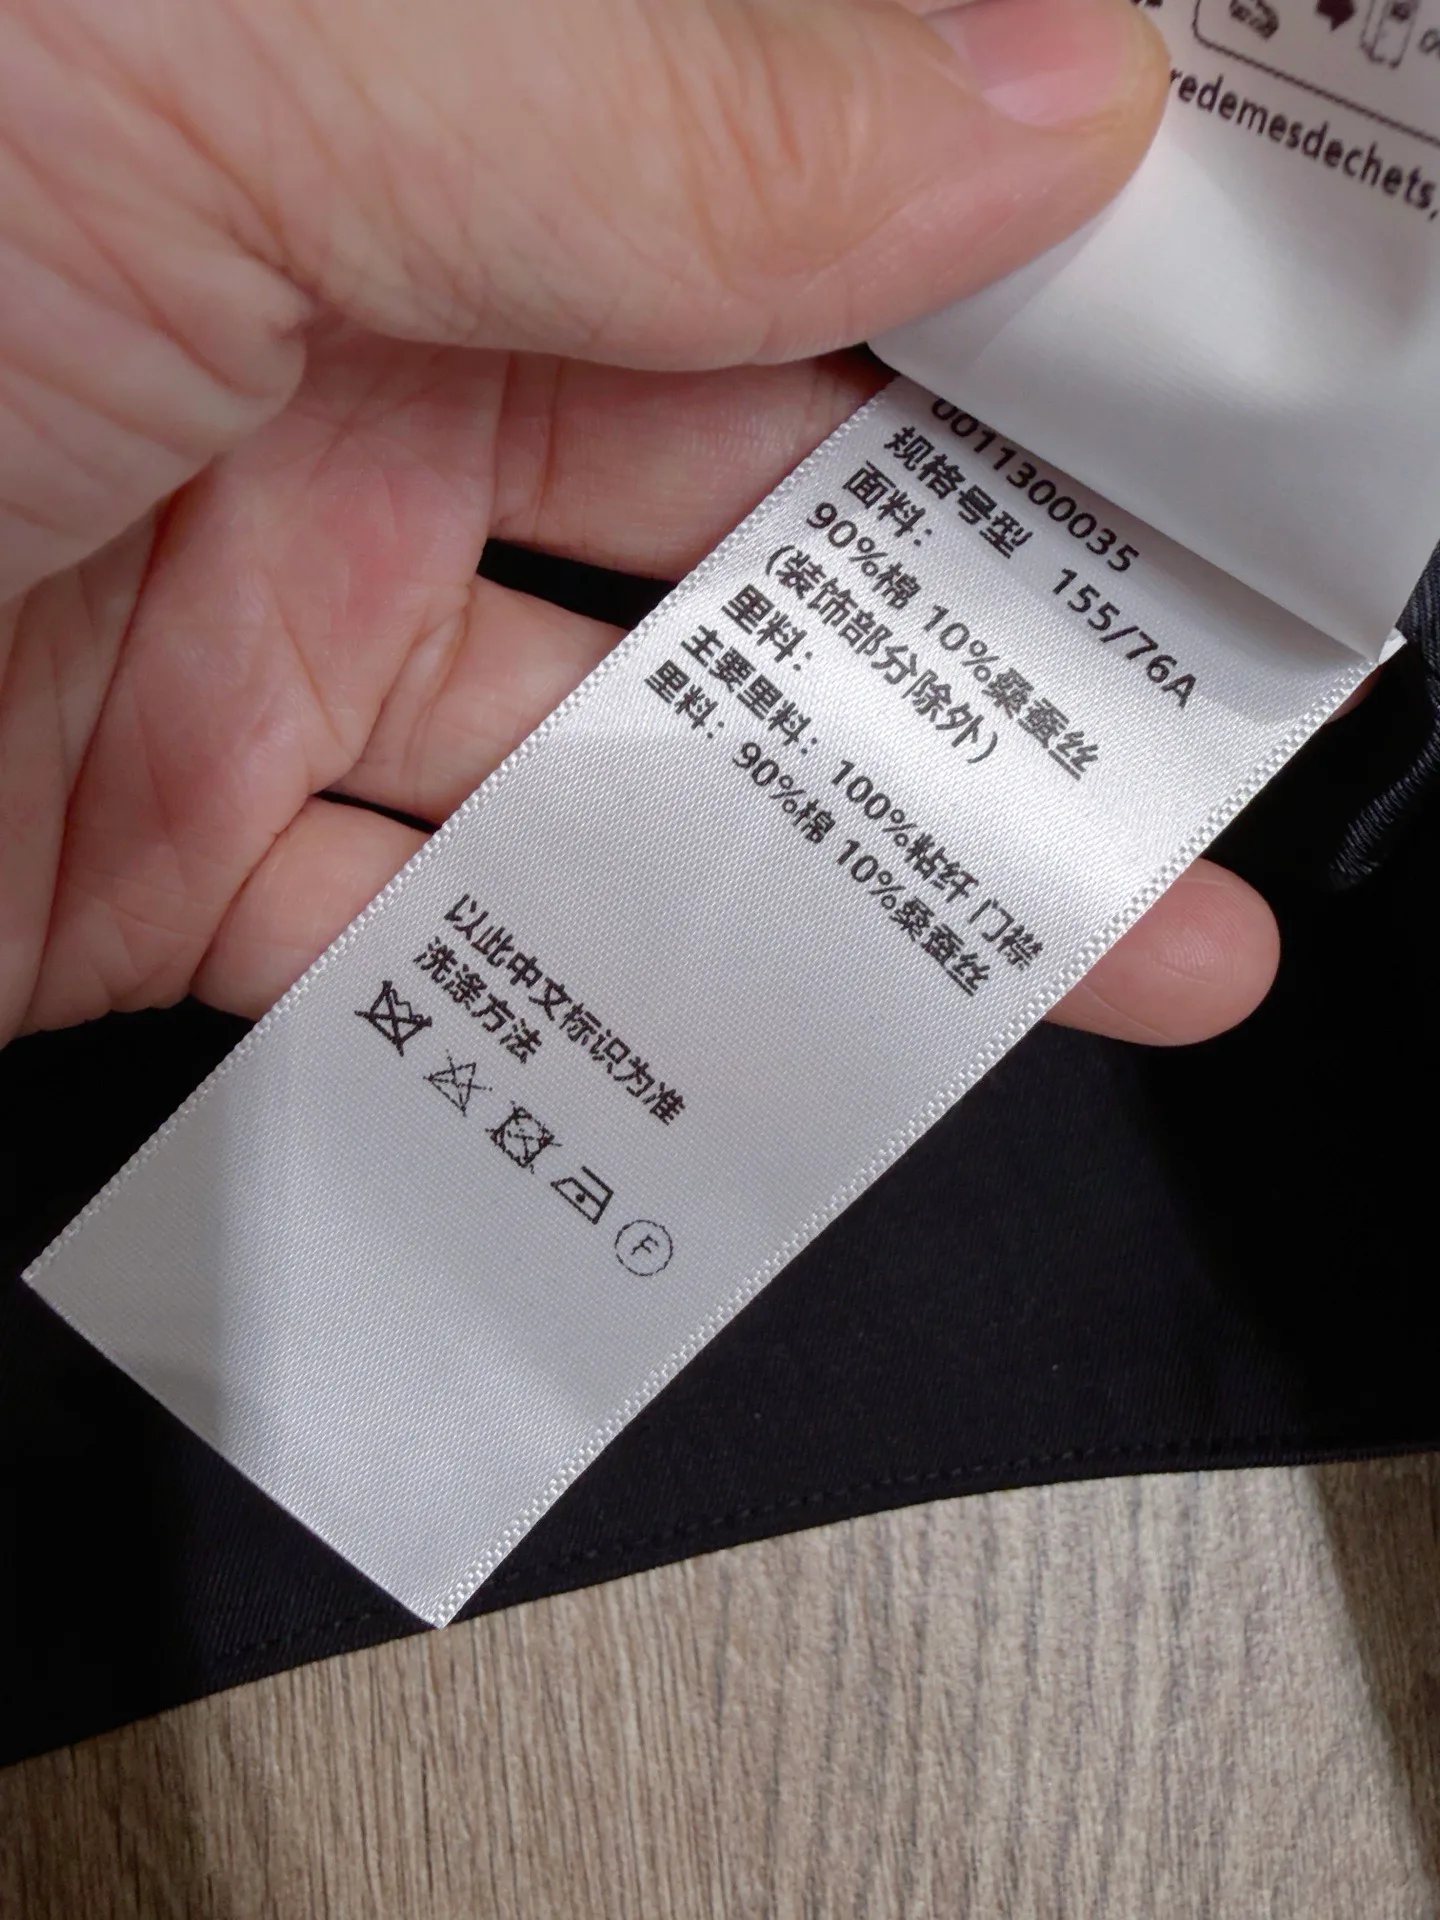 redemesdechets,
0011300035
规格号型 155/76A
面料:
90%棉 10%桑蚕丝
(装饰部分除外)
里料:
主要里料: 100%粘纤 门襟
里料: 90%棉 10%桑蚕丝
以此中文标识为准
洗涤方法
F